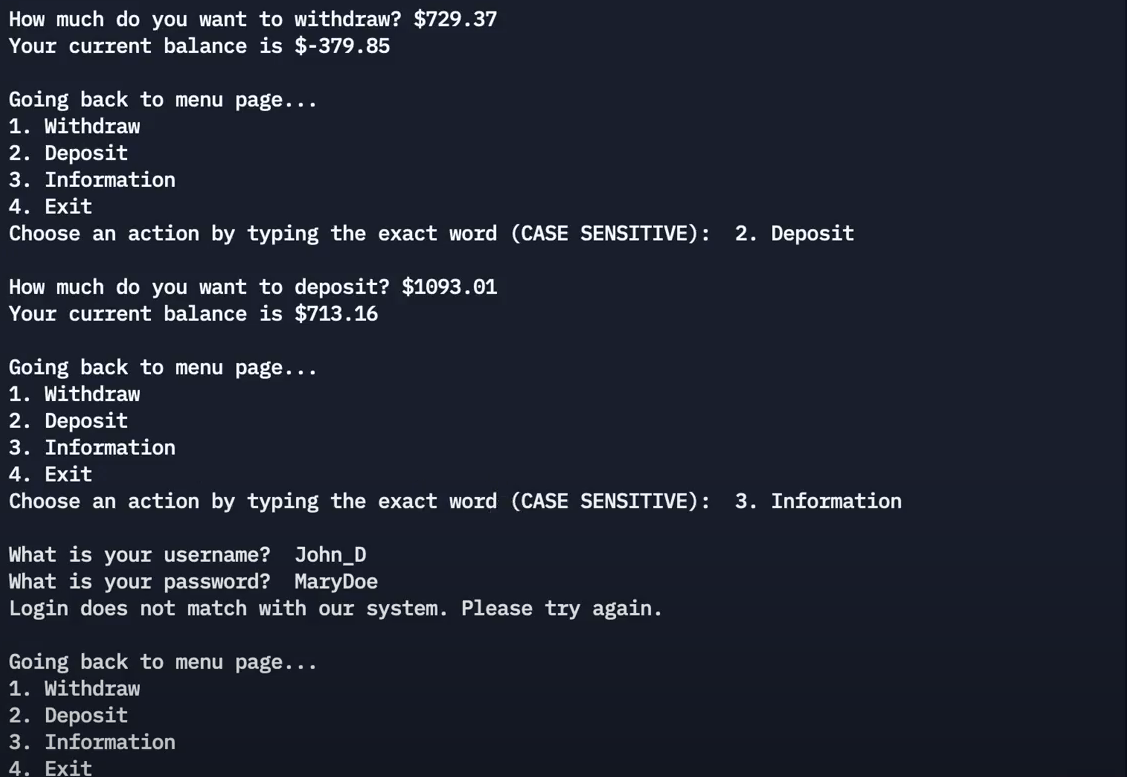 How much do you want to withdraw? $729.37
Your current balance is $-379.85
Going back to menu page...
1. Withdraw
2. Deposit
3. Information
4. Exit
Choose an action by typing the exact word (CASE SENSITIVE):  2. Deposit
How much do you want to deposit? $1093.01
Your current balance is $713.16
Going back to menu page...
1. Withdraw
2. Deposit
3. Information
4. Exit
Choose an action by typing the exact word (CASE SENSITIVE):  3. Information
What is your username?  John_D
What is your password?  MaryDoe
Login does not match with our system. Please try again.
Going back to menu page...
1. Withdraw
2. Deposit
3. Information
4. Exit